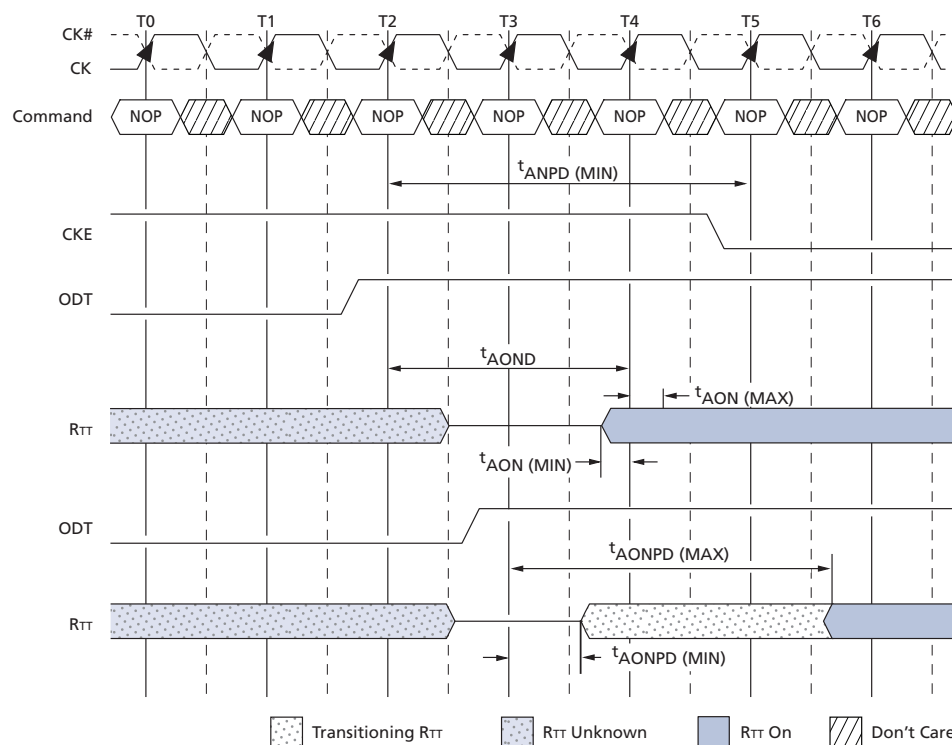 T0 T1 T2 T3 T4 T5 T6
CK#
CK
Command NOP NOP NOP NOP NOP NOP NOP
tANPD (MIN)
CKE
ODT
tAOND
tAON (MAX)
RTT
tAON (MIN)
ODT
tAONPD (MAX)
RTT
tAONPD (MIN)
Transitioning RTT RTT Unknown RTT On Don't Care